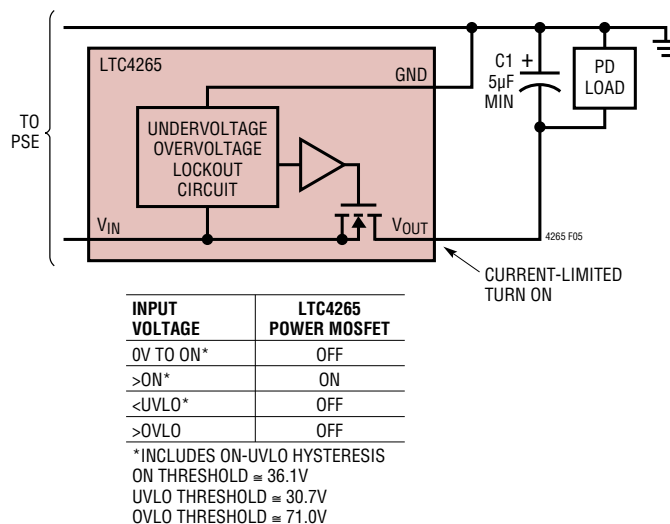 LTC4265
GND
C1 +
5µF
MIN
PD
LOAD
TO
PSE
UNDERVOLTAGE
OVERVOLTAGE
LOCKOUT
CIRCUIT
VIN
VOUT
4265 F05
CURRENT-LIMITED
TURN ON
INPUT VOLTAGE LTC4265 POWER MOSFET
0V TO ON* OFF
>ON* ON
<UVLO* OFF
>OVLO OFF
*INCLUDES ON-UVLO HYSTERESIS
ON THRESHOLD ≅ 36.1V
UVLO THRESHOLD ≅ 30.7V
OVLO THRESHOLD ≅ 71.0V